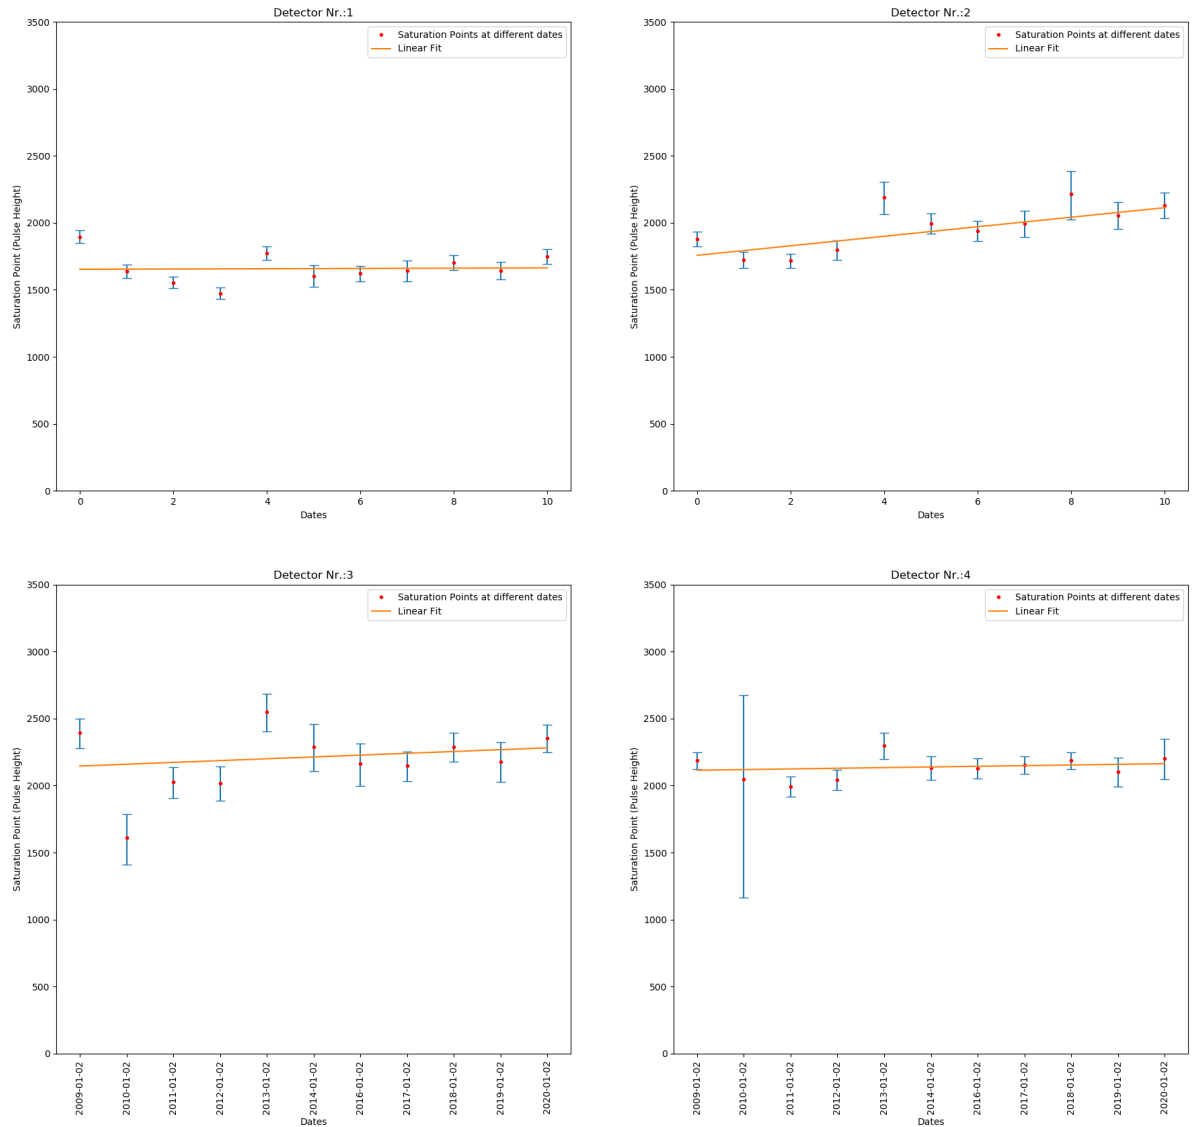 Detector Nr.:1
3500
3000
2500
2000
1500
1000
500
0
Saturation Point (Pulse Height)
Saturation Points at different dates
Linear Fit
0 2 4 6 8 10
Dates
Detector Nr.:2
3500
3000
2500
2000
1500
1000
500
0
Saturation Point (Pulse Height)
Saturation Points at different dates
Linear Fit
0 2 4 6 8 10
Dates
Detector Nr.:3
3500
3000
2500
2000
1500
1000
500
0
Saturation Point (Pulse Height)
Saturation Points at different dates
Linear Fit
2009-01-02
2010-01-02
2011-01-02
2012-01-02
2013-01-02
2014-01-02
2016-01-02
2017-01-02
2018-01-02
2019-01-02
2020-01-02
Dates
Detector Nr.:4
3500
3000
2500
2000
1500
1000
500
0
Saturation Point (Pulse Height)
Saturation Points at different dates
Linear Fit
2009-01-02
2010-01-02
2011-01-02
2012-01-02
2013-01-02
2014-01-02
2016-01-02
2017-01-02
2018-01-02
2019-01-02
2020-01-02
Dates